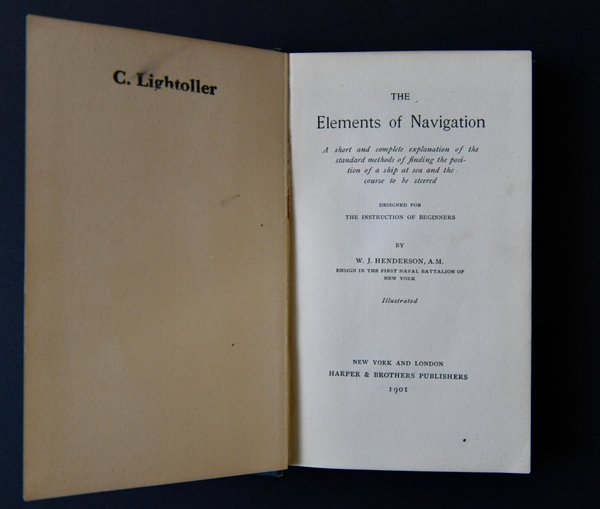 C. Lightoller
THE
Elements of Navigation
A short and complete explanation of the
standard methods of finding the posi-
tion of a ship at sea and the
course to be steered
DESIGNED FOR
THE INSTRUCTION OF BEGINNERS
BY
W. J. HENDERSON, A.M.
ENSIGN IN THE FIRST NAVAL BATTALION OF
NEW YORK
Illustrated
NEW YORK AND LONDON
HARPER & BROTHERS PUBLISHERS
1901